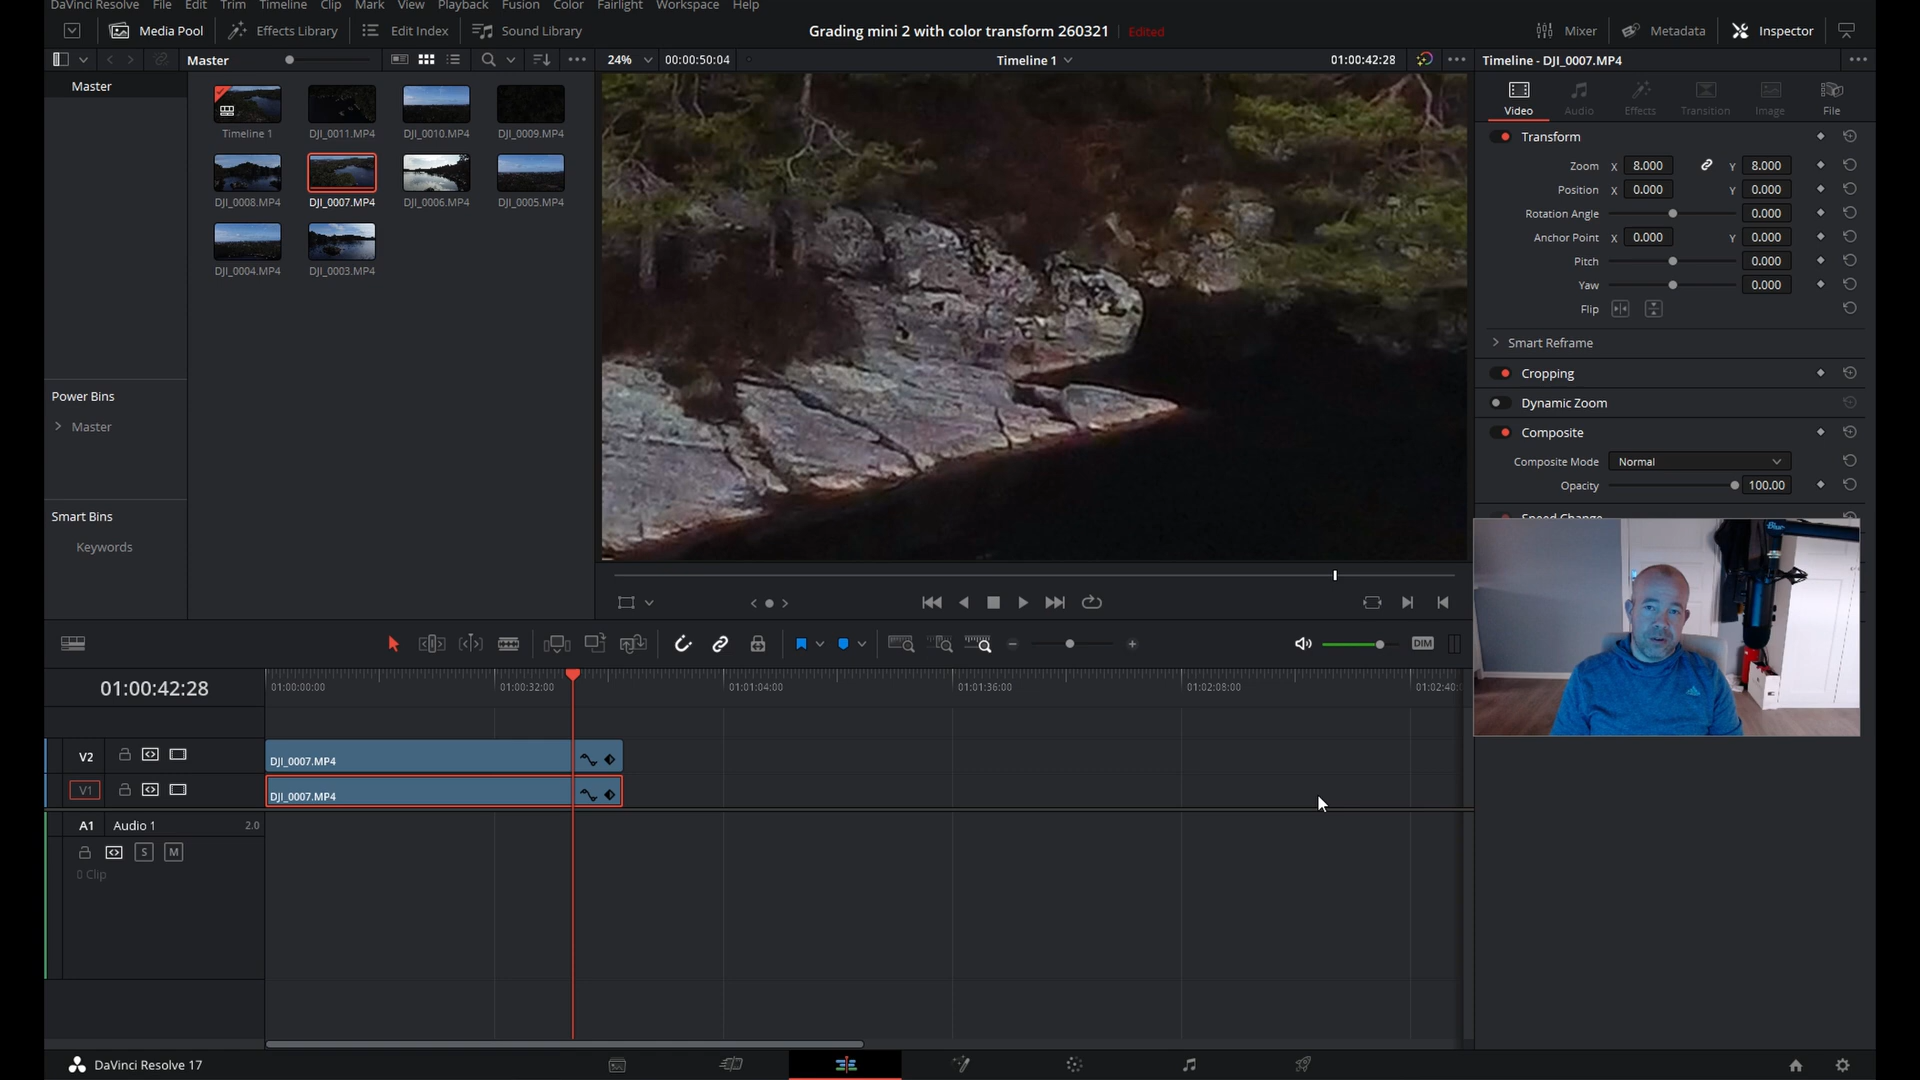 DaVinci Resolve File Edit Trim Timeline Clip Mark View Playback Fusion Color Fairlight Workspace Help
Media Pool Effects Library Edit Index Sound Library
Grading mini 2 with color transform 260321 Edited
Mixer Metadata Inspector
Master
24% 00:00:50:04
Timeline 1
01:00:42:28
Timeline - DJI_0007.MP4
Master
Timeline 1
DJI_0011.MP4
DJI_0010.MP4
DJI_0009.MP4
DJI_0008.MP4
DJI_0007.MP4
DJI_0006.MP4
DJI_0005.MP4
DJI_0004.MP4
DJI_0003.MP4
Power Bins
Master
Smart Bins
Keywords
Video Audio Effects Transition Image File
Transform
Zoom X 8.000 Y 8.000
Position X 0.000 Y 0.000
Rotation Angle 0.000
Anchor Point X 0.000 Y 0.000
Pitch 0.000
Yaw 0.000
Flip
Smart Reframe
Cropping
Dynamic Zoom
Composite
Composite Mode Normal
Opacity 100.00
Speed Change
Blue
DIM
01:00:42:28
01:00:00:00 01:00:32:00 01:01:04:00 01:01:36:00 01:02:08:00 01:02:40:
V2
DJI_0007.MP4
V1
DJI_0007.MP4
A1 Audio 1 2.0
S M
0 Clip
DaVinci Resolve 17